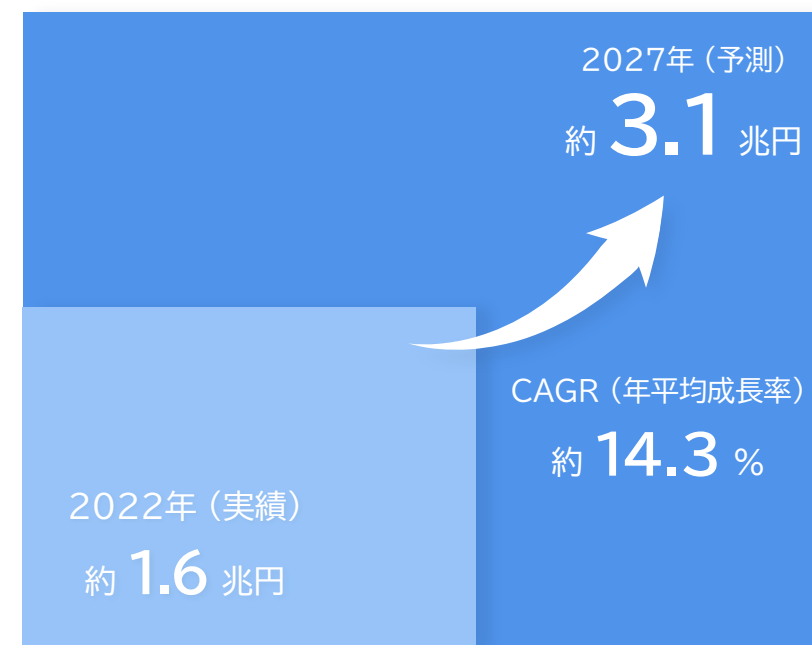 2027年（予測）
約 3.1 兆円
CAGR（年平均成長率）
約 14.3 %
2022年（実績）
約 1.6 兆円